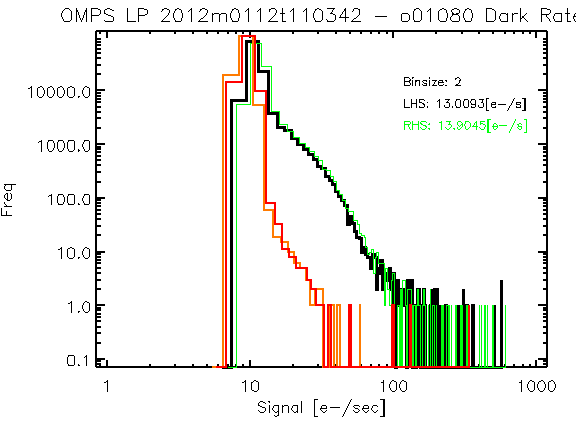 OMPS LP 2012m0112t110342 - o01080 Dark Rate
Binsize: 2
LHS: 13.0093[e-/s]
RHS: 13.9045[e-/s]
Freq
10000.0
1000.0
100.0
10.0
1.0
0.1
1 10 100 1000
Signal [e-/sec]